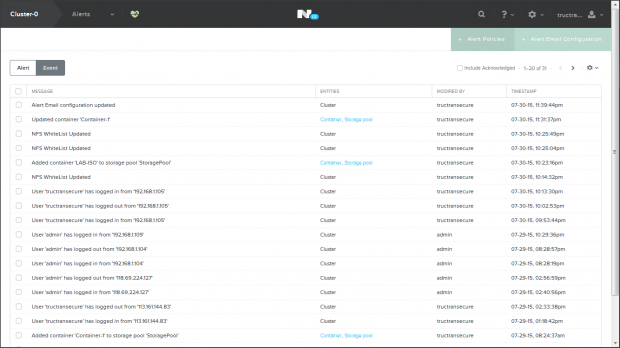 Cluster-0 Alerts N CE ? tructra...
+ Alert Policies + Alert Email Configuration
Alert Event Include Acknowledged · 1-20 of 31 · < >
MESSAGE ENTITIES MODIFIED BY TIMESTAMP
Alert Email configuration updated Cluster tructransecure 07-30-15, 11:39:44pm
Updated container 'Container-1' Container, Storage pool tructransecure 07-30-15, 11:31:37pm
NFS WhiteList Updated Cluster tructransecure 07-30-15, 10:25:49pm
NFS WhiteList Updated Cluster tructransecure 07-30-15, 10:25:04pm
Added container 'LAB-ISO' to storage pool 'StoragePool' Container, Storage pool tructransecure 07-30-15, 10:23:16pm
NFS WhiteList Updated Cluster tructransecure 07-30-15, 10:14:32pm
User 'tructransecure' has logged in from '192.168.1.105' Cluster tructransecure 07-30-15, 10:13:30pm
User 'tructransecure' has logged out from '192.168.1.105' Cluster tructransecure 07-30-15, 10:02:53pm
User 'tructransecure' has logged in from '192.168.1.105' Cluster tructransecure 07-30-15, 09:53:44pm
User 'admin' has logged in from '192.168.1.109' Cluster admin 07-29-15, 10:29:36pm
User 'admin' has logged out from '192.168.1.104' Cluster admin 07-29-15, 08:28:57pm
User 'admin' has logged in from '192.168.1.104' Cluster admin 07-29-15, 08:28:19pm
User 'admin' has logged out from '118.69.224.127' Cluster admin 07-29-15, 02:56:59pm
User 'admin' has logged in from '118.69.224.127' Cluster admin 07-29-15, 02:40:56pm
User 'tructransecure' has logged out from '113.161.144.83' Cluster tructransecure 07-29-15, 02:33:38pm
User 'tructransecure' has logged in from '113.161.144.83' Cluster tructransecure 07-29-15, 01:18:42pm
Added container 'Container-1' to storage pool 'StoragePool' Container, Storage pool tructransecure 07-29-15, 08:24:37am